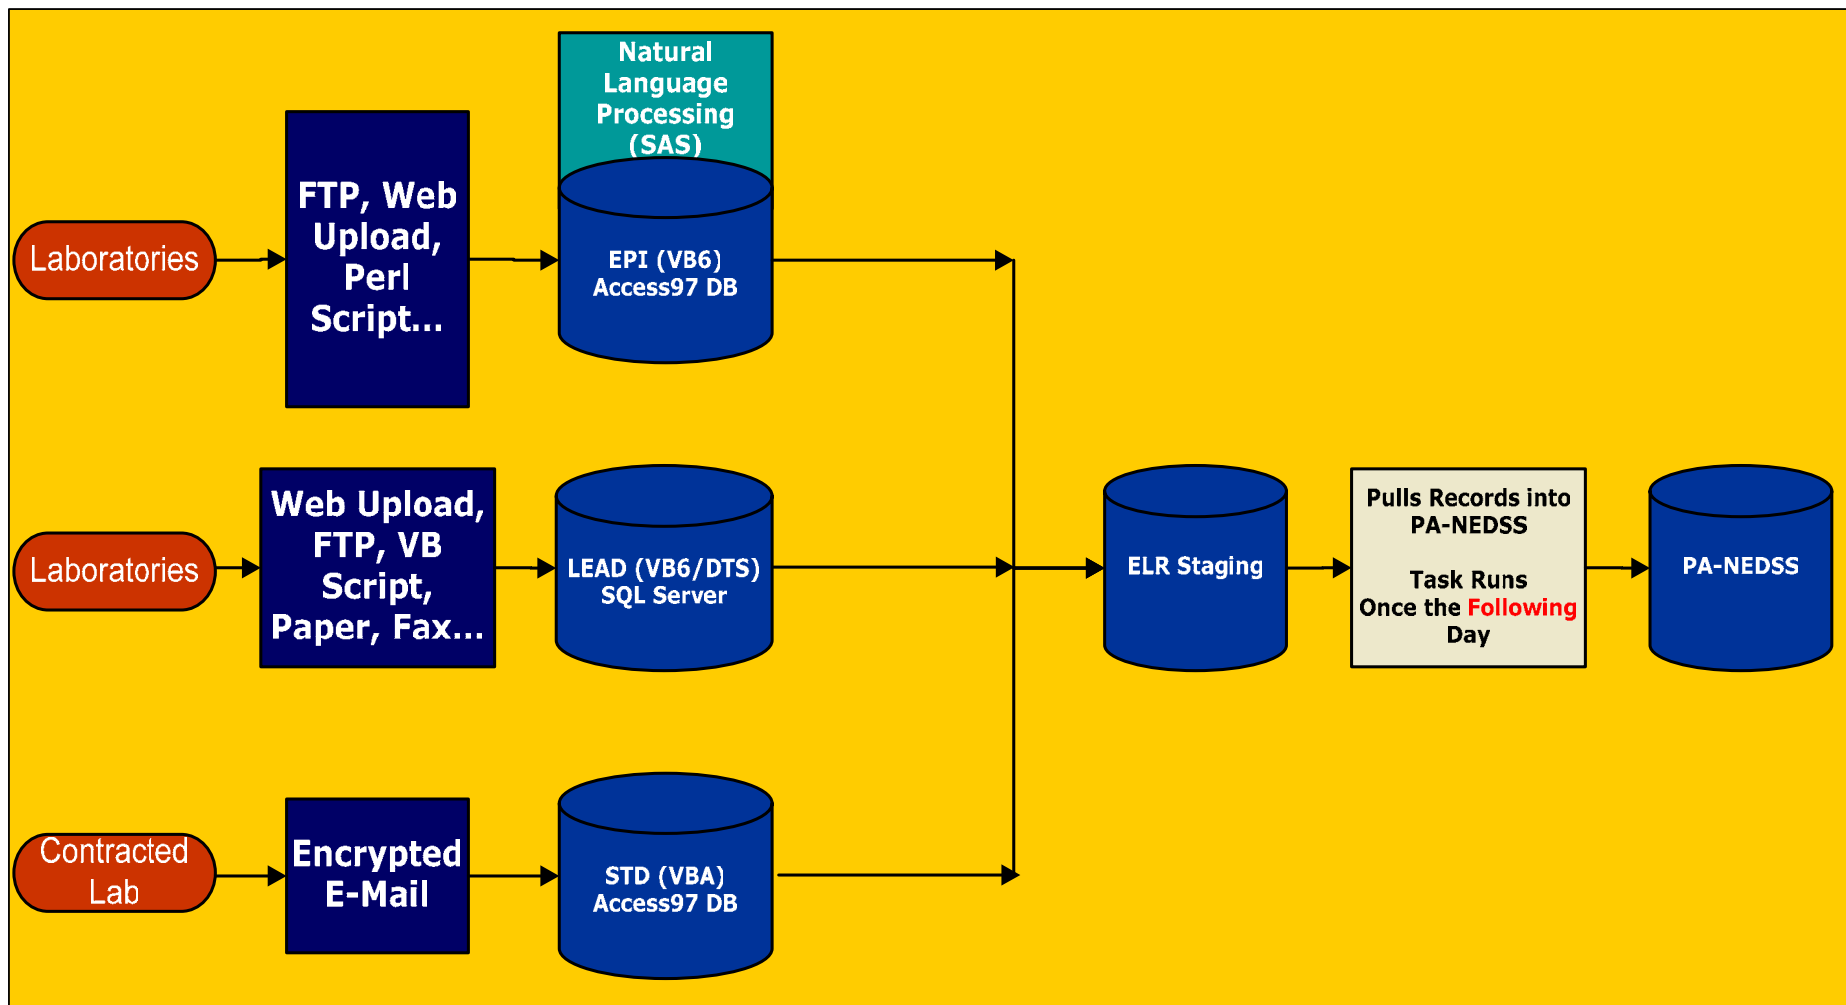 Natural
Language
Processing
(SAS)
Laboratories
FTP, Web
Upload,
Perl
Script...
EPI (VB6)
Access97 DB
Laboratories
Web Upload,
FTP, VB
Script,
Paper, Fax...
LEAD (VB6/DTS)
SQL Server
ELR Staging
Pulls Records into
PA-NEDSS
Task Runs
Once the Following
Day
PA-NEDSS
Contracted
Lab
Encrypted
E-Mail
STD (VBA)
Access97 DB